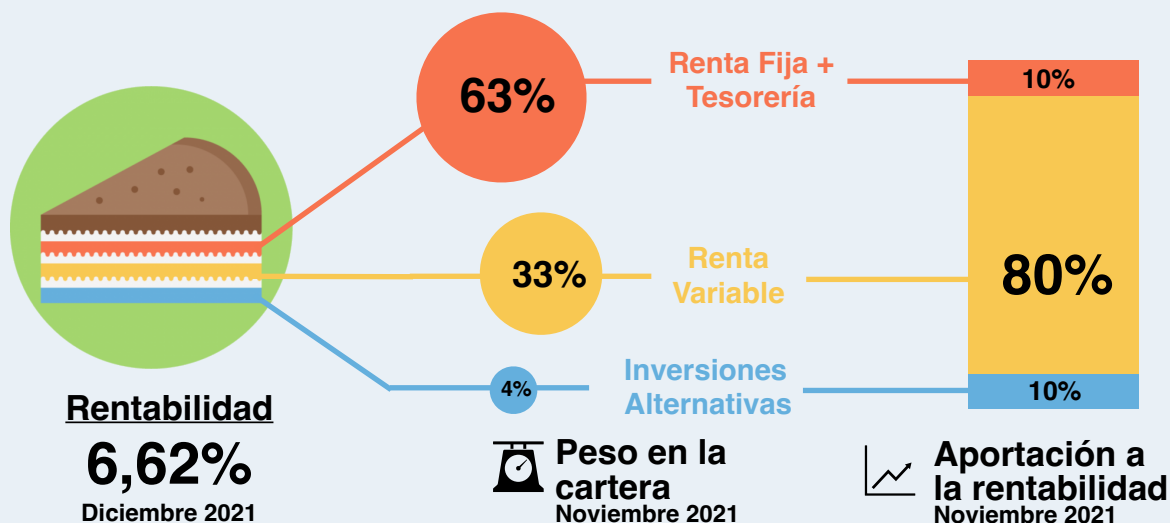 63%
Renta Fija +
Tesorería
10%
33%
Renta
Variable
80%
4%
Inversiones
Alternativas
10%
Rentabilidad
6,62%
Diciembre 2021
Peso en la
cartera
Noviembre 2021
Aportación a
la rentabilidad
Noviembre 2021